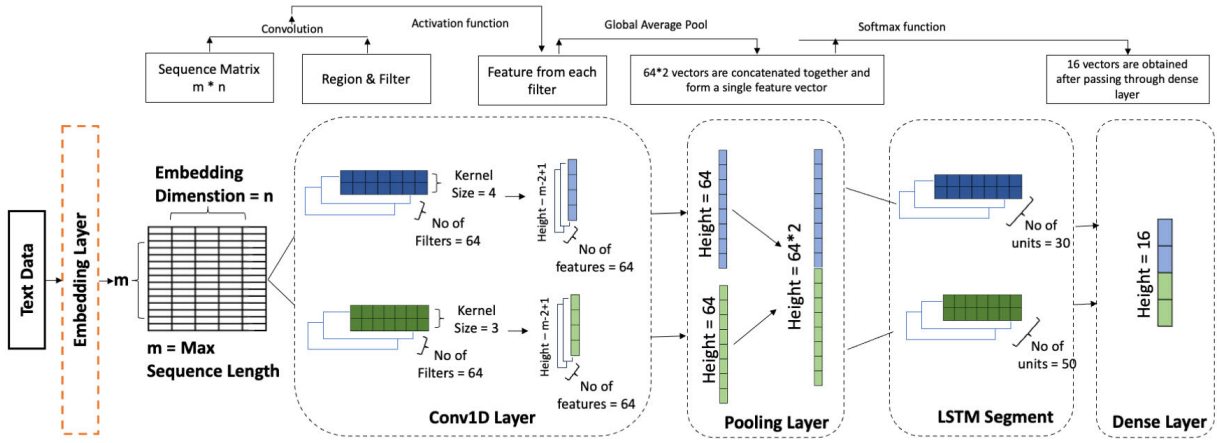 Convolution
Activation function
Global Average Pool
Softmax function
Sequence Matrix
m * n
Region & Filter
Feature from each
filter
64*2 vectors are concatenated together and
form a single feature vector
16 vectors are obtained
after passing through dense
layer
Text Data
Embedding Layer
Embedding
Dimenstion = n
m
m = Max
Sequence Length
Kernel
Size = 4
No of
Filters = 64
Height – m-2+1
No of
features = 64
Kernel
Size = 3
No of
Filters = 64
Height – m-2+1
No of
features = 64
Conv1D Layer
Height = 64
Height = 64
Height = 64*2
Pooling Layer
No of
units = 30
No of
units = 50
LSTM Segment
Height = 16
Dense Layer